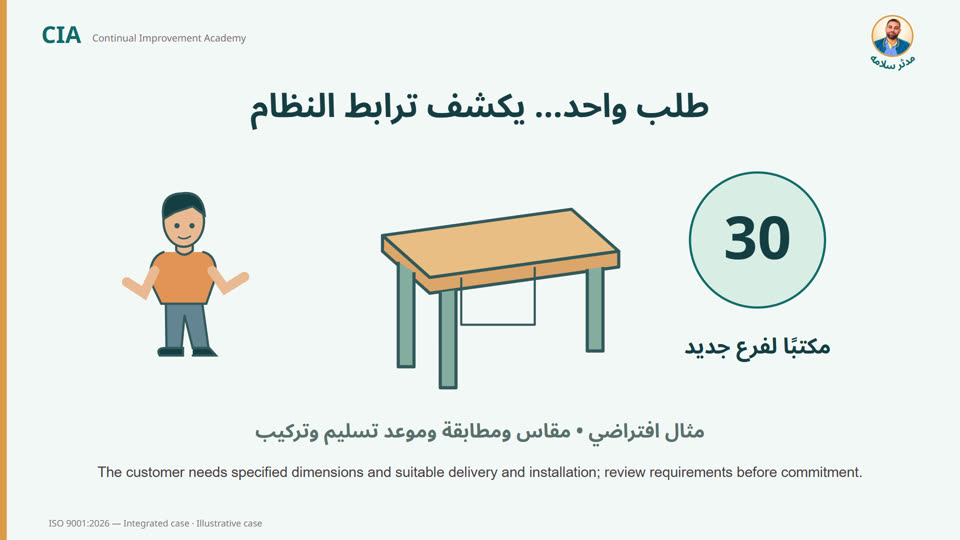 CIA Continual Improvement Academy
مدثر سلامه
طلب واحد... يكشف ترابط النظام
30
مكتبًا لفرع جديد
مثال افتراضي • مقاس ومطابقة وموعد تسليم وتركيب
The customer needs specified dimensions and suitable delivery and installation; review requirements before commitment.
ISO 9001:2026 — Integrated case · Illustrative case